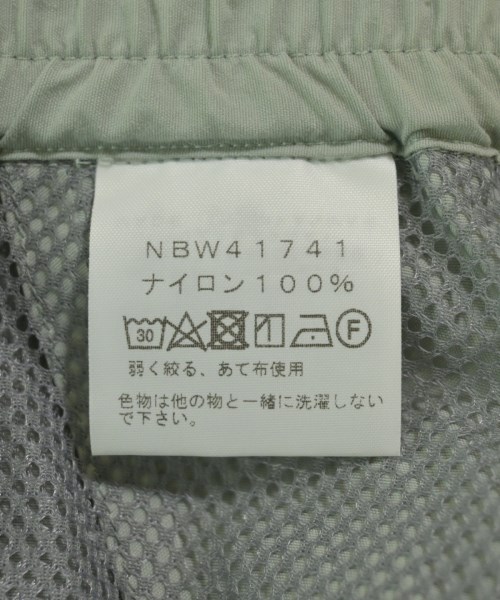 NBW41741
ナイロン100%
30 F
弱く絞る、あて布使用
色物は他の物と一緒に洗濯しない
で下さい。